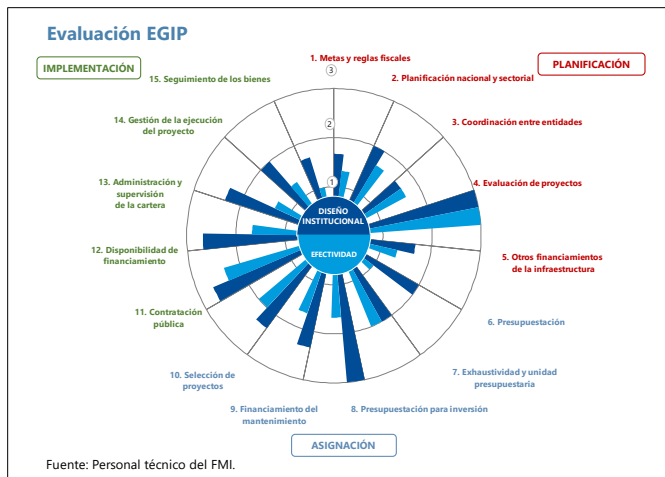 Evaluación EGIP
IMPLEMENTACIÓN
PLANIFICACIÓN
1. Metas y reglas fiscales
2. Planificación nacional y sectorial
3. Coordinación entre entidades
4. Evaluación de proyectos
5. Otros financiamientos
de la infraestructura
6. Presupuestación
7. Exhaustividad y unidad
presupuestaria
8. Presupuestación para inversión
9. Financiamiento del
mantenimiento
10. Selección de
proyectos
11. Contratación
pública
12. Disponibilidad de
financiamiento
13. Administración y
supervisión
de la cartera
14. Gestión de la ejecución
del proyecto
15. Seguimiento de los bienes
3
2
1
DISEÑO
INSTITUCIONAL
EFECTIVIDAD
ASIGNACIÓN
Fuente: Personal técnico del FMI.